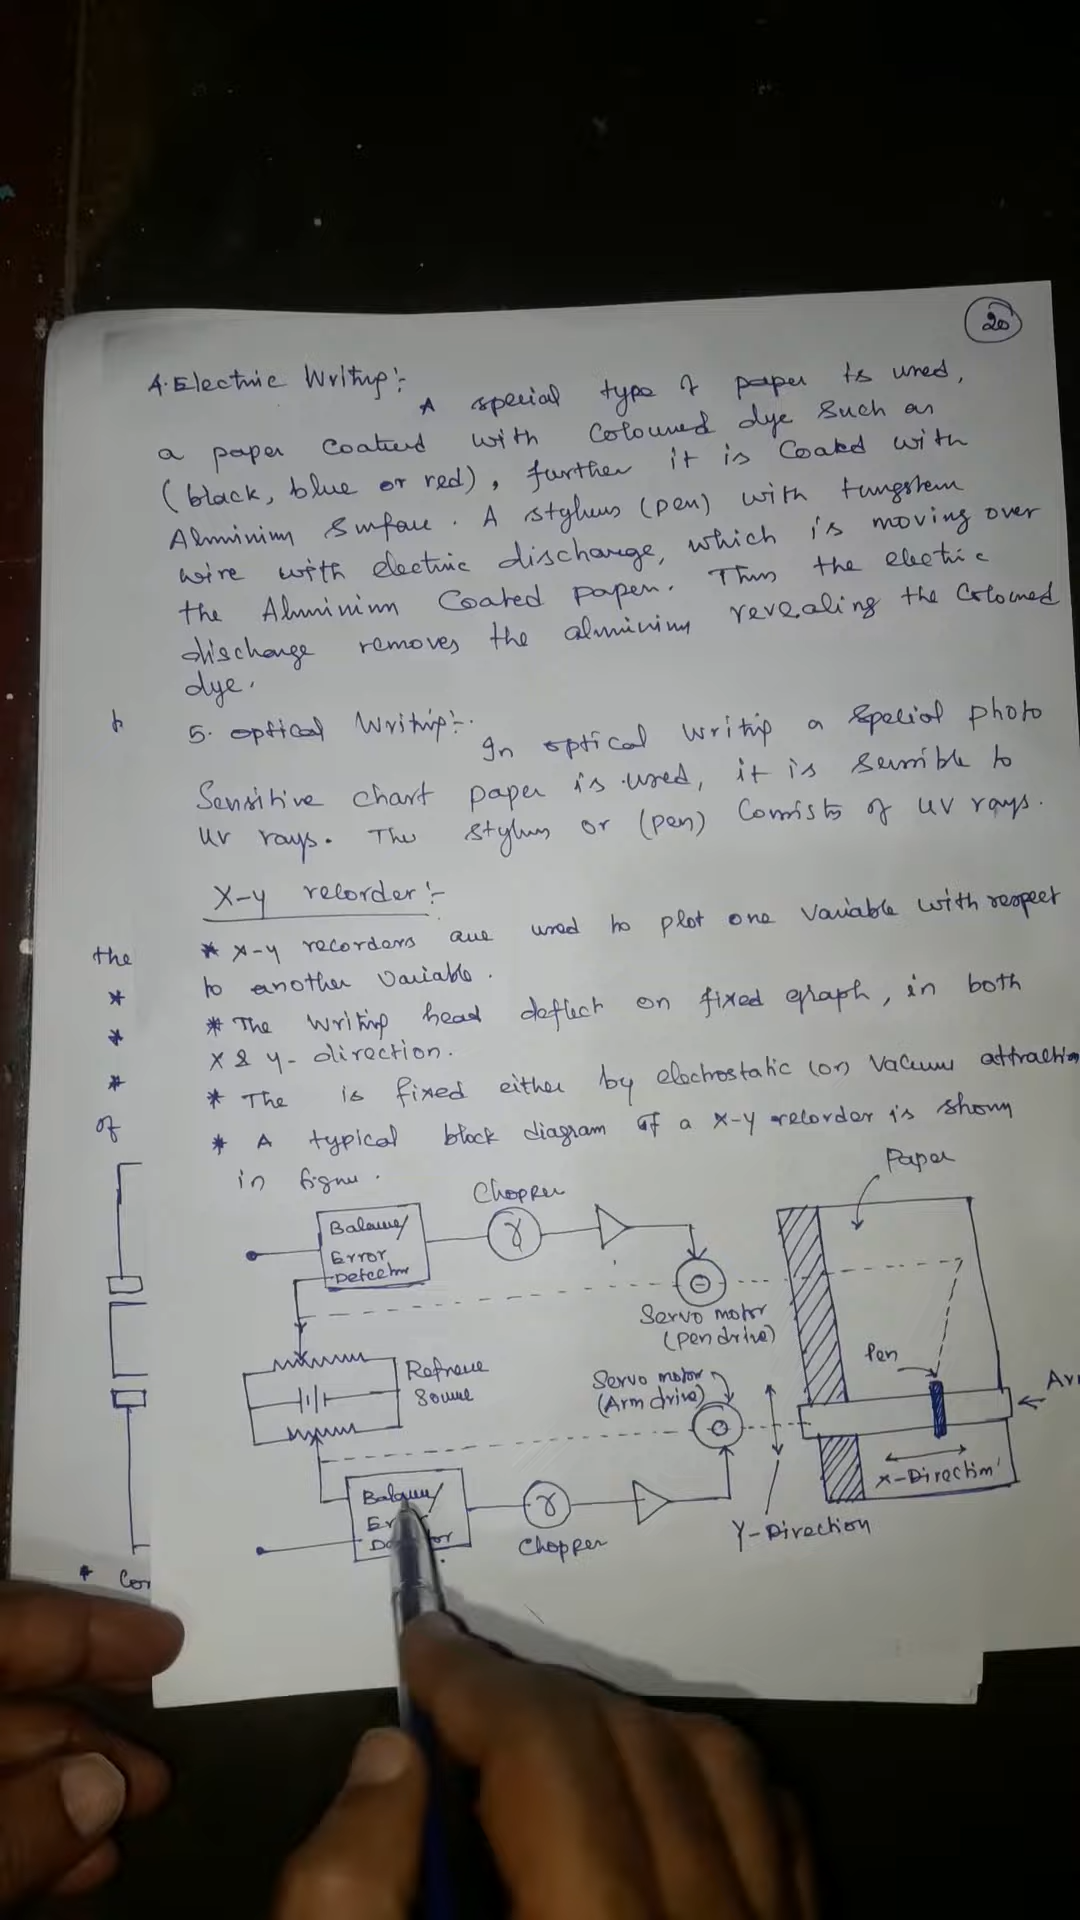 20
4. Electric Writing:-
A special type of paper is used,
a paper coated with coloured dye such as
(black, blue or red), further it is coated with
Alminium Surface. A stylus (pen) with tungstem
wire with electric discharge, which is moving over
the Aluminium Coated paper. Thus the electric
discharge removes the alminium revealing the coloured
dye.
5. optical Writing:-
In optical writing a special photo
Sensitive chart paper is used, it is sensible to
UV rays. The stylus or (pen) consists of UV rays.
X-Y recorder:-
* X-Y recorders are used to plot one variable with respect
to another variable.
* The writing head deflect on fixed graph, in both
X & Y-direction.
* The is fixed either by electrostatic (or) vacuum attraction
* A typical block diagram of a X-Y recorder is shown
in figure.
the
*
*
*
of
* Con
Paper
Chopper
Balance/
Error
Detector
Servo motor
(pen drive)
Refrence
Source
Servo motor
(Arm drive)
Pen
Ar
X-Direction
Balance/
Chopper
Y-Direction